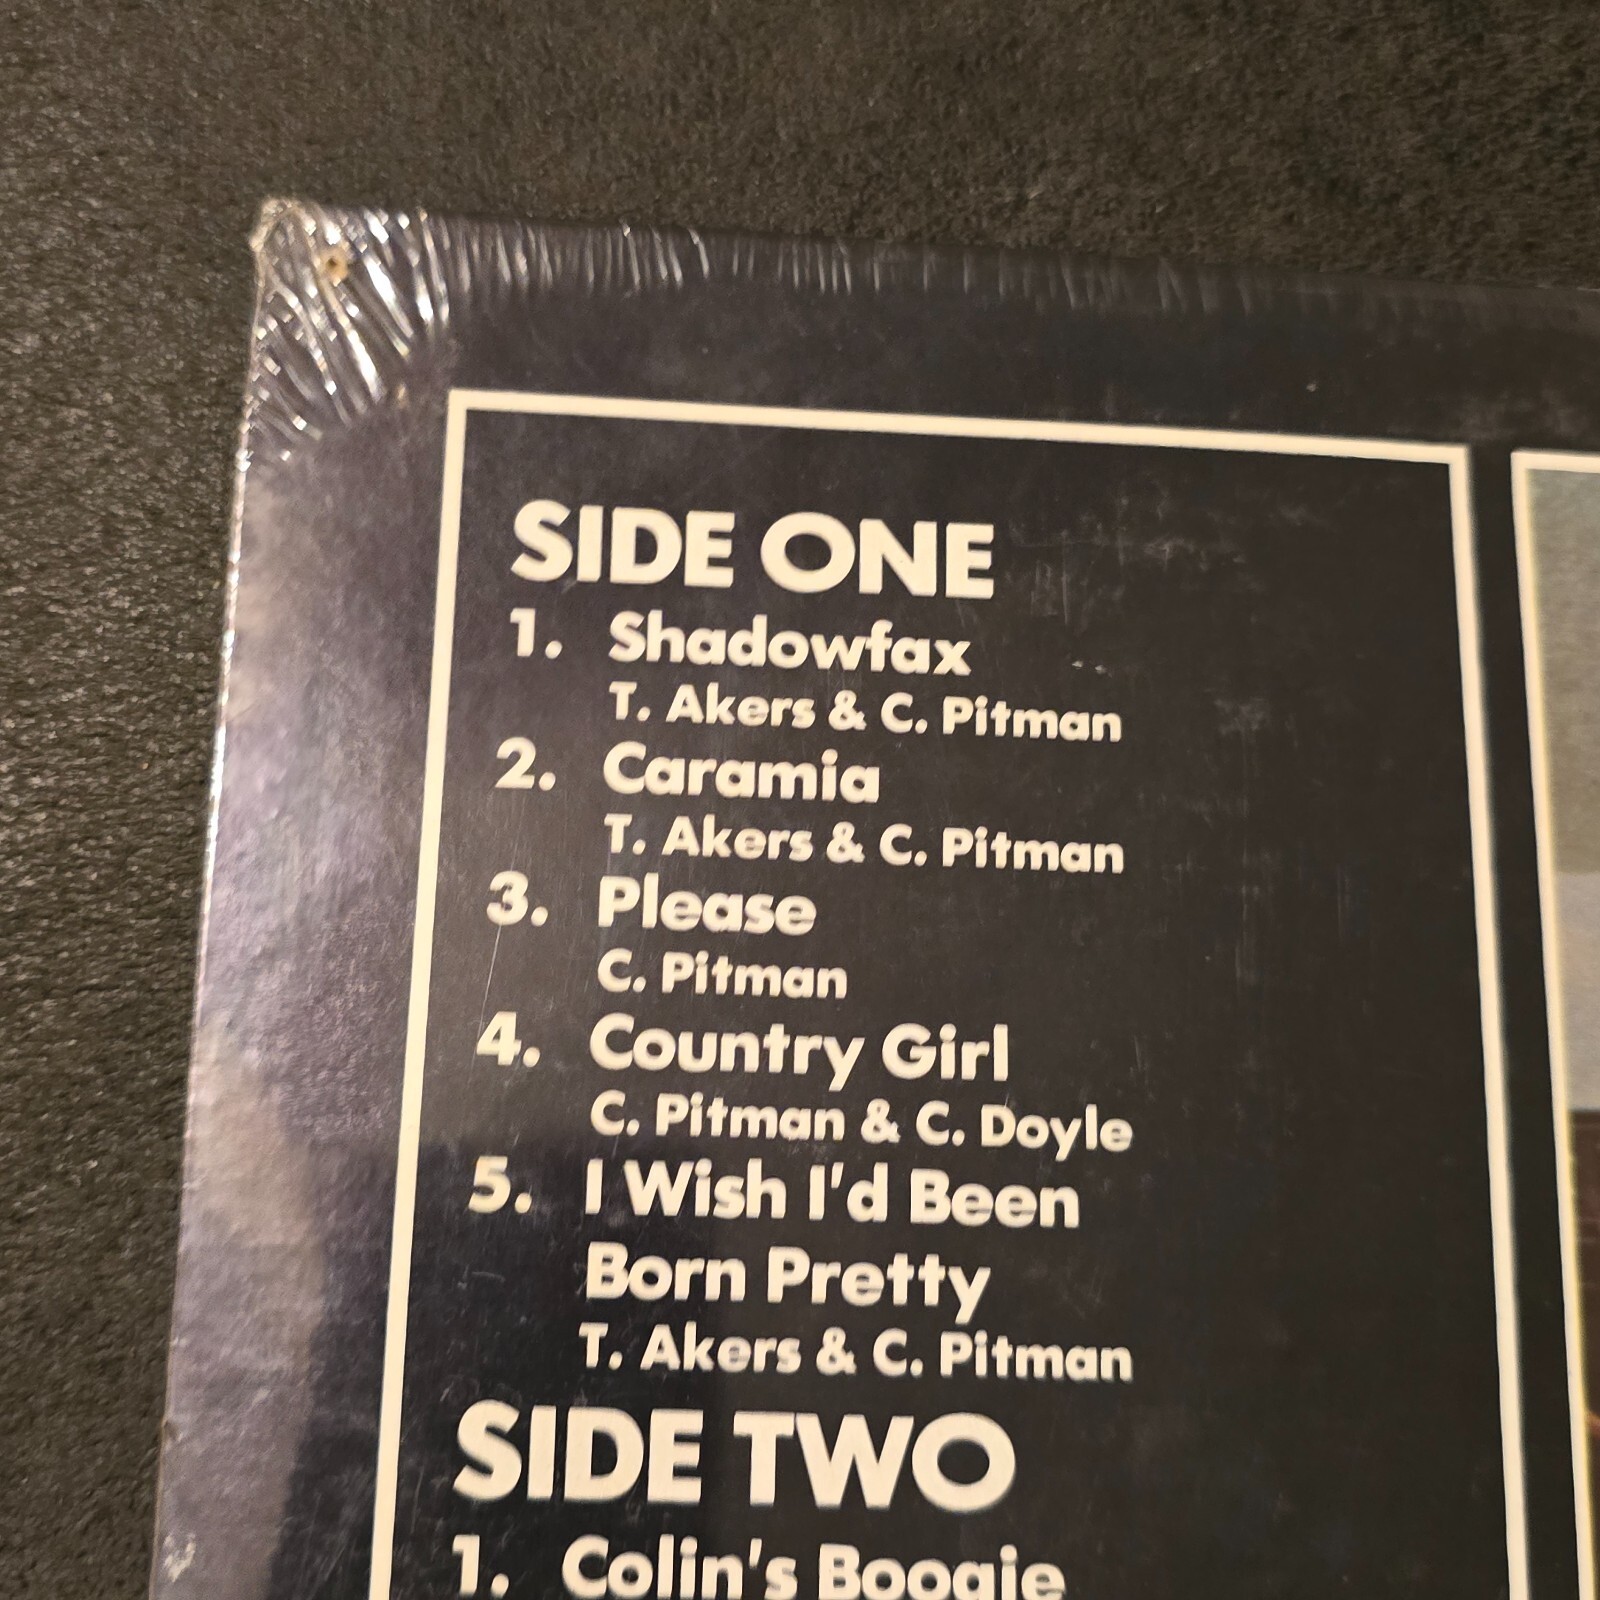 SIDE ONE
1. Shadowfax
T. Akers & C. Pitman
2. Caramia
T. Akers & C. Pitman
3. Please
C. Pitman
4. Country Girl
C. Pitman & C. Doyle
5. I Wish I'd Been
Born Pretty
T. Akers & C. Pitman
SIDE TWO
1. Colin's Boogie